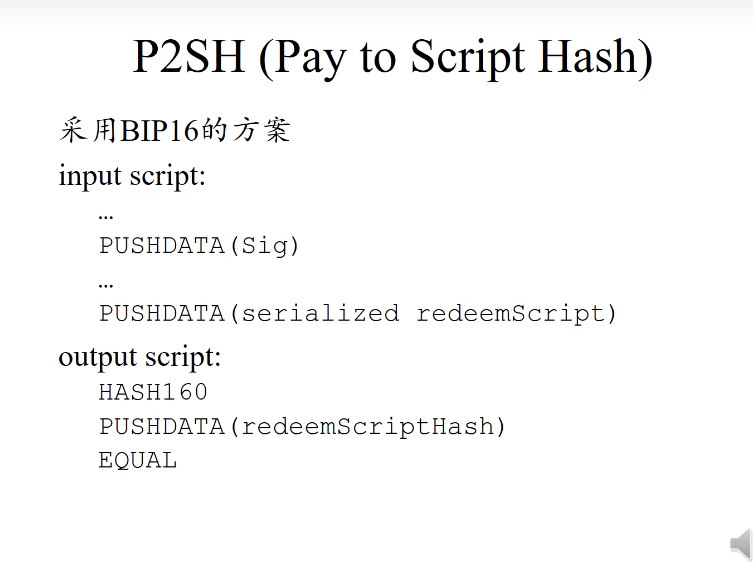 P2SH (Pay to Script Hash)
采用BIP16的方案
input script:
…
PUSHDATA(Sig)
…
PUSHDATA(serialized redeemScript)
output script:
HASH160
PUSHDATA(redeemScriptHash)
EQUAL